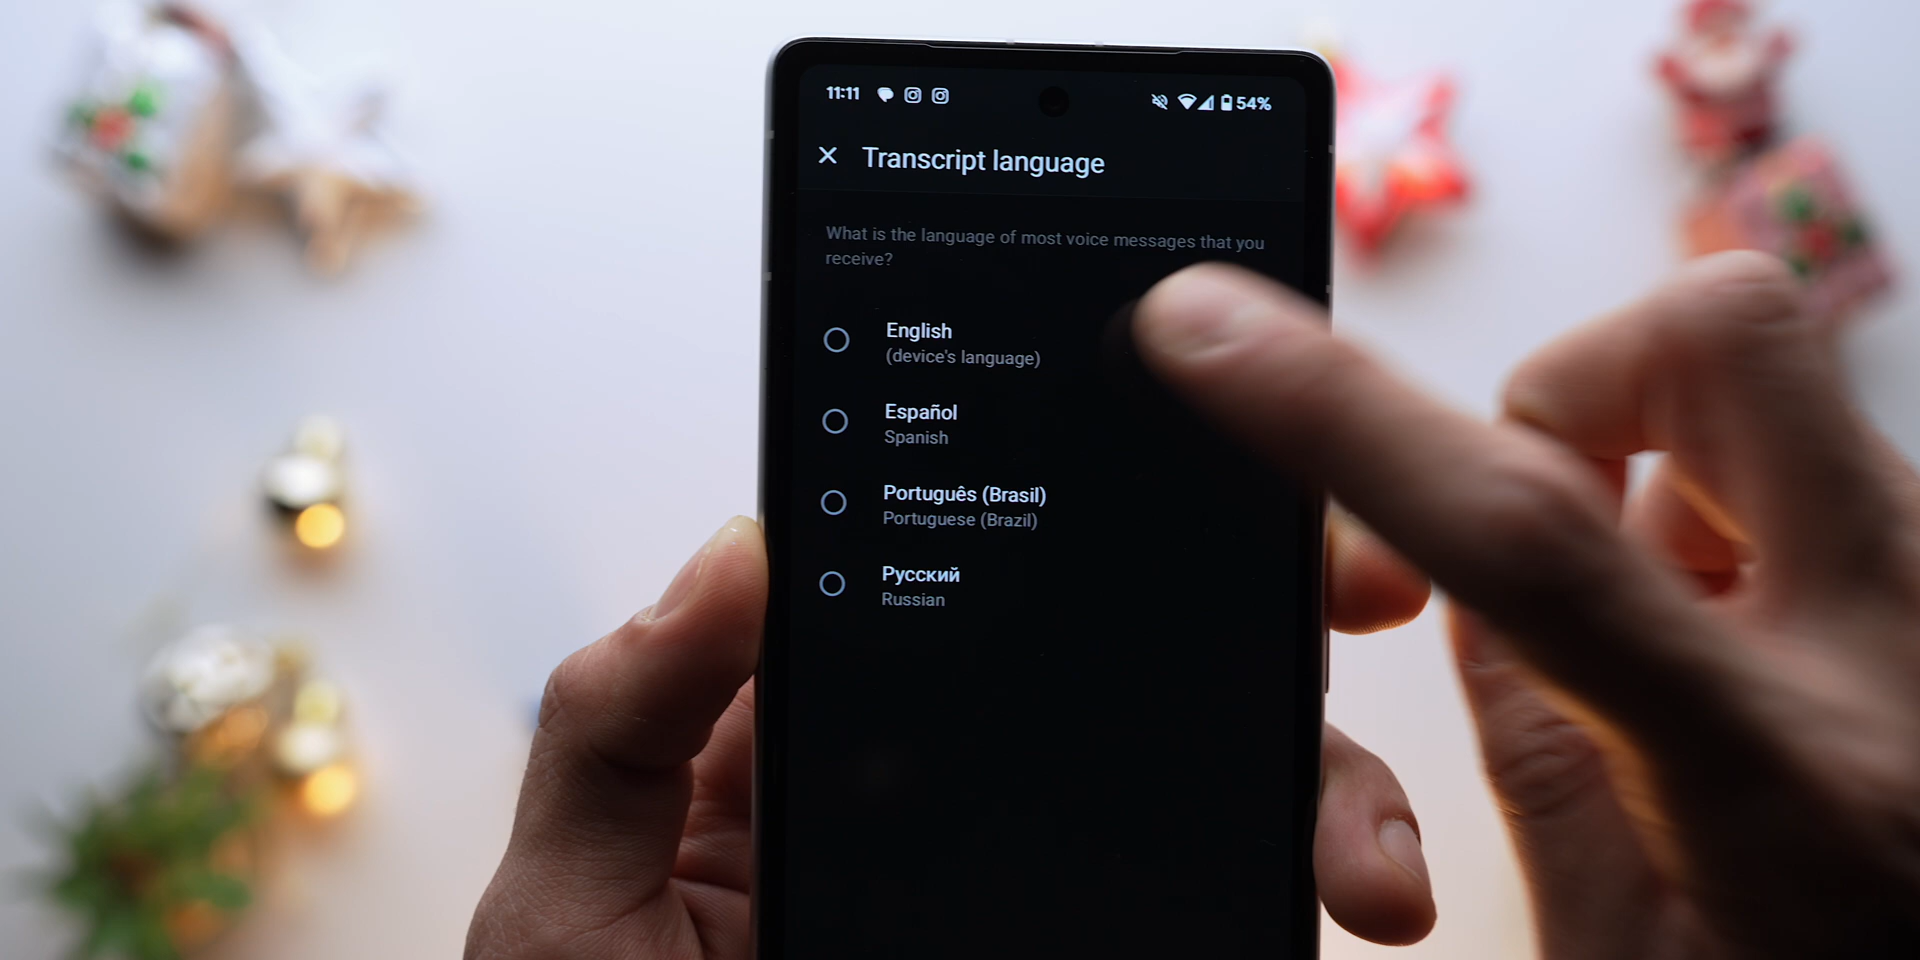 11:11 54%
Transcript language
What is the language of most voice messages that you
receive?
English
(device's language)
Español
Spanish
Português (Brasil)
Portuguese (Brazil)
Русский
Russian